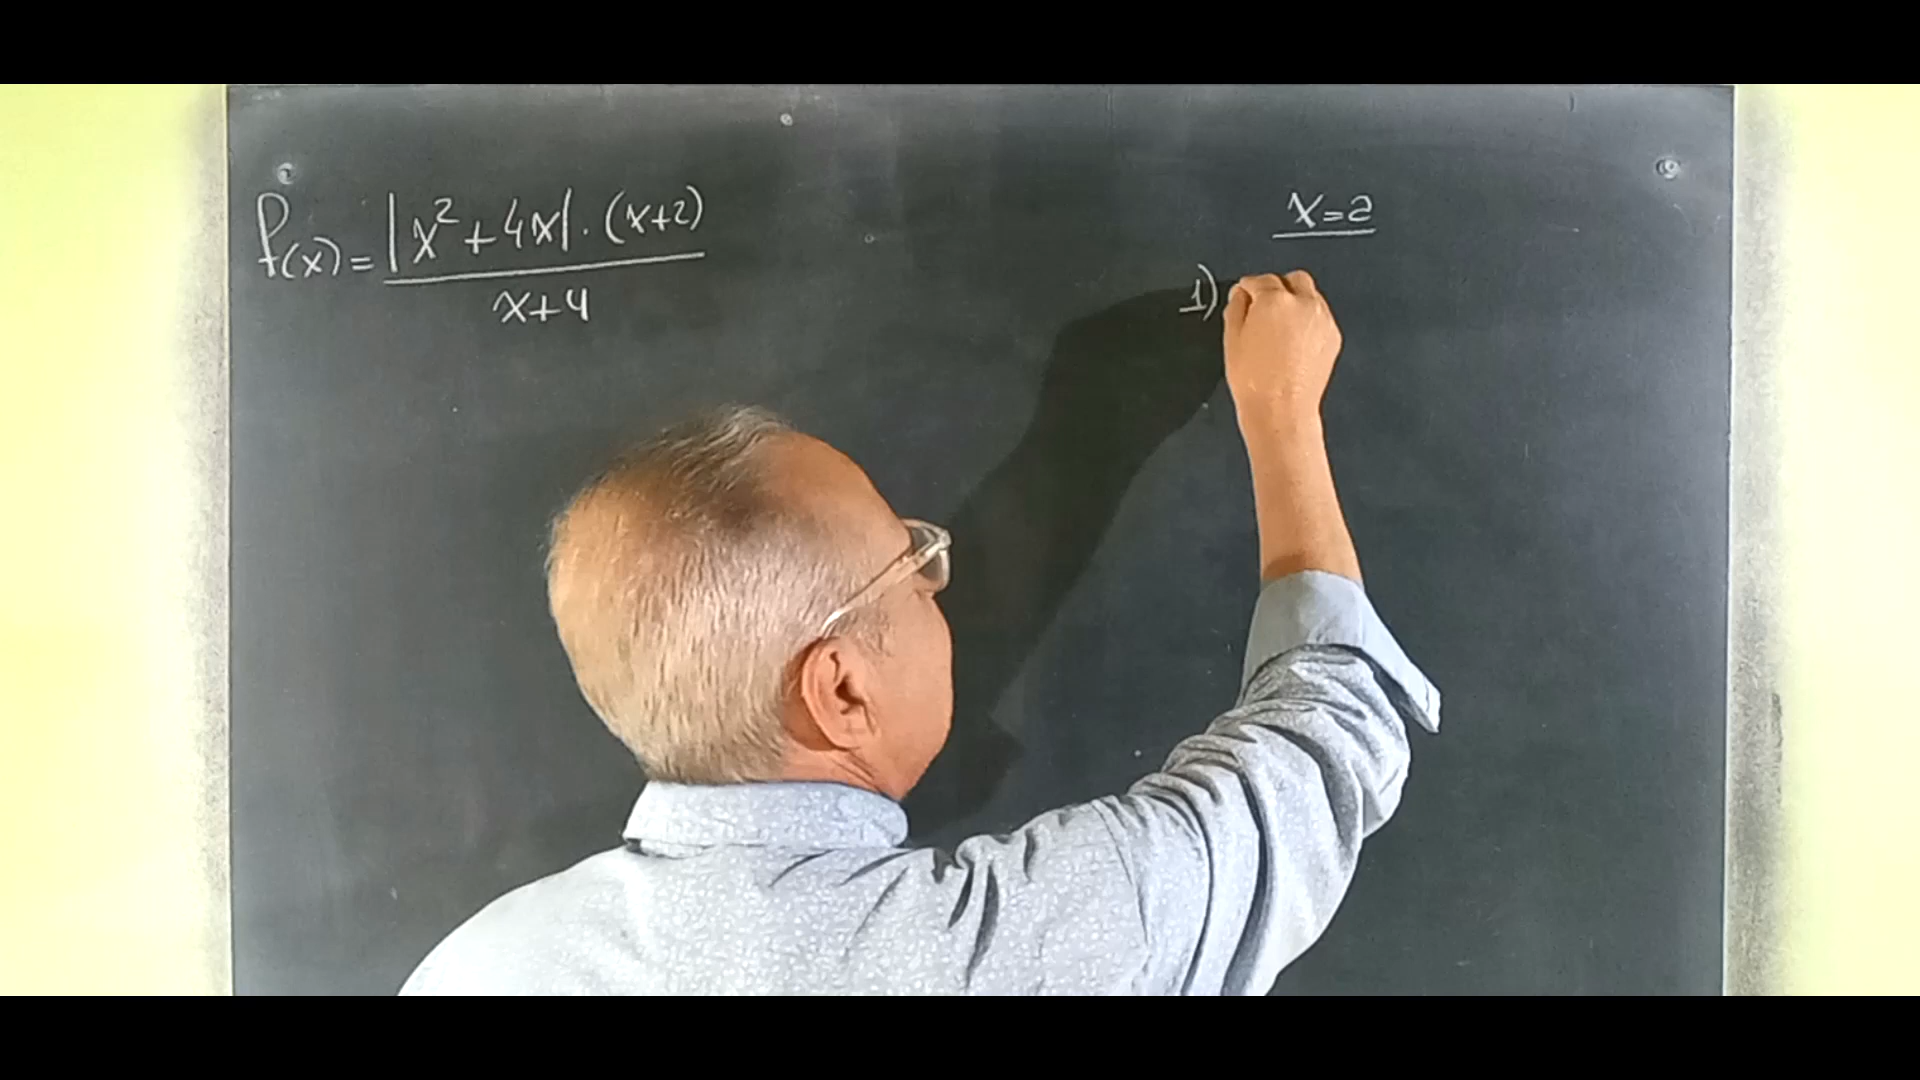 f(x) = |x² + 4x| · (x+2)
x+4
x=2
1)